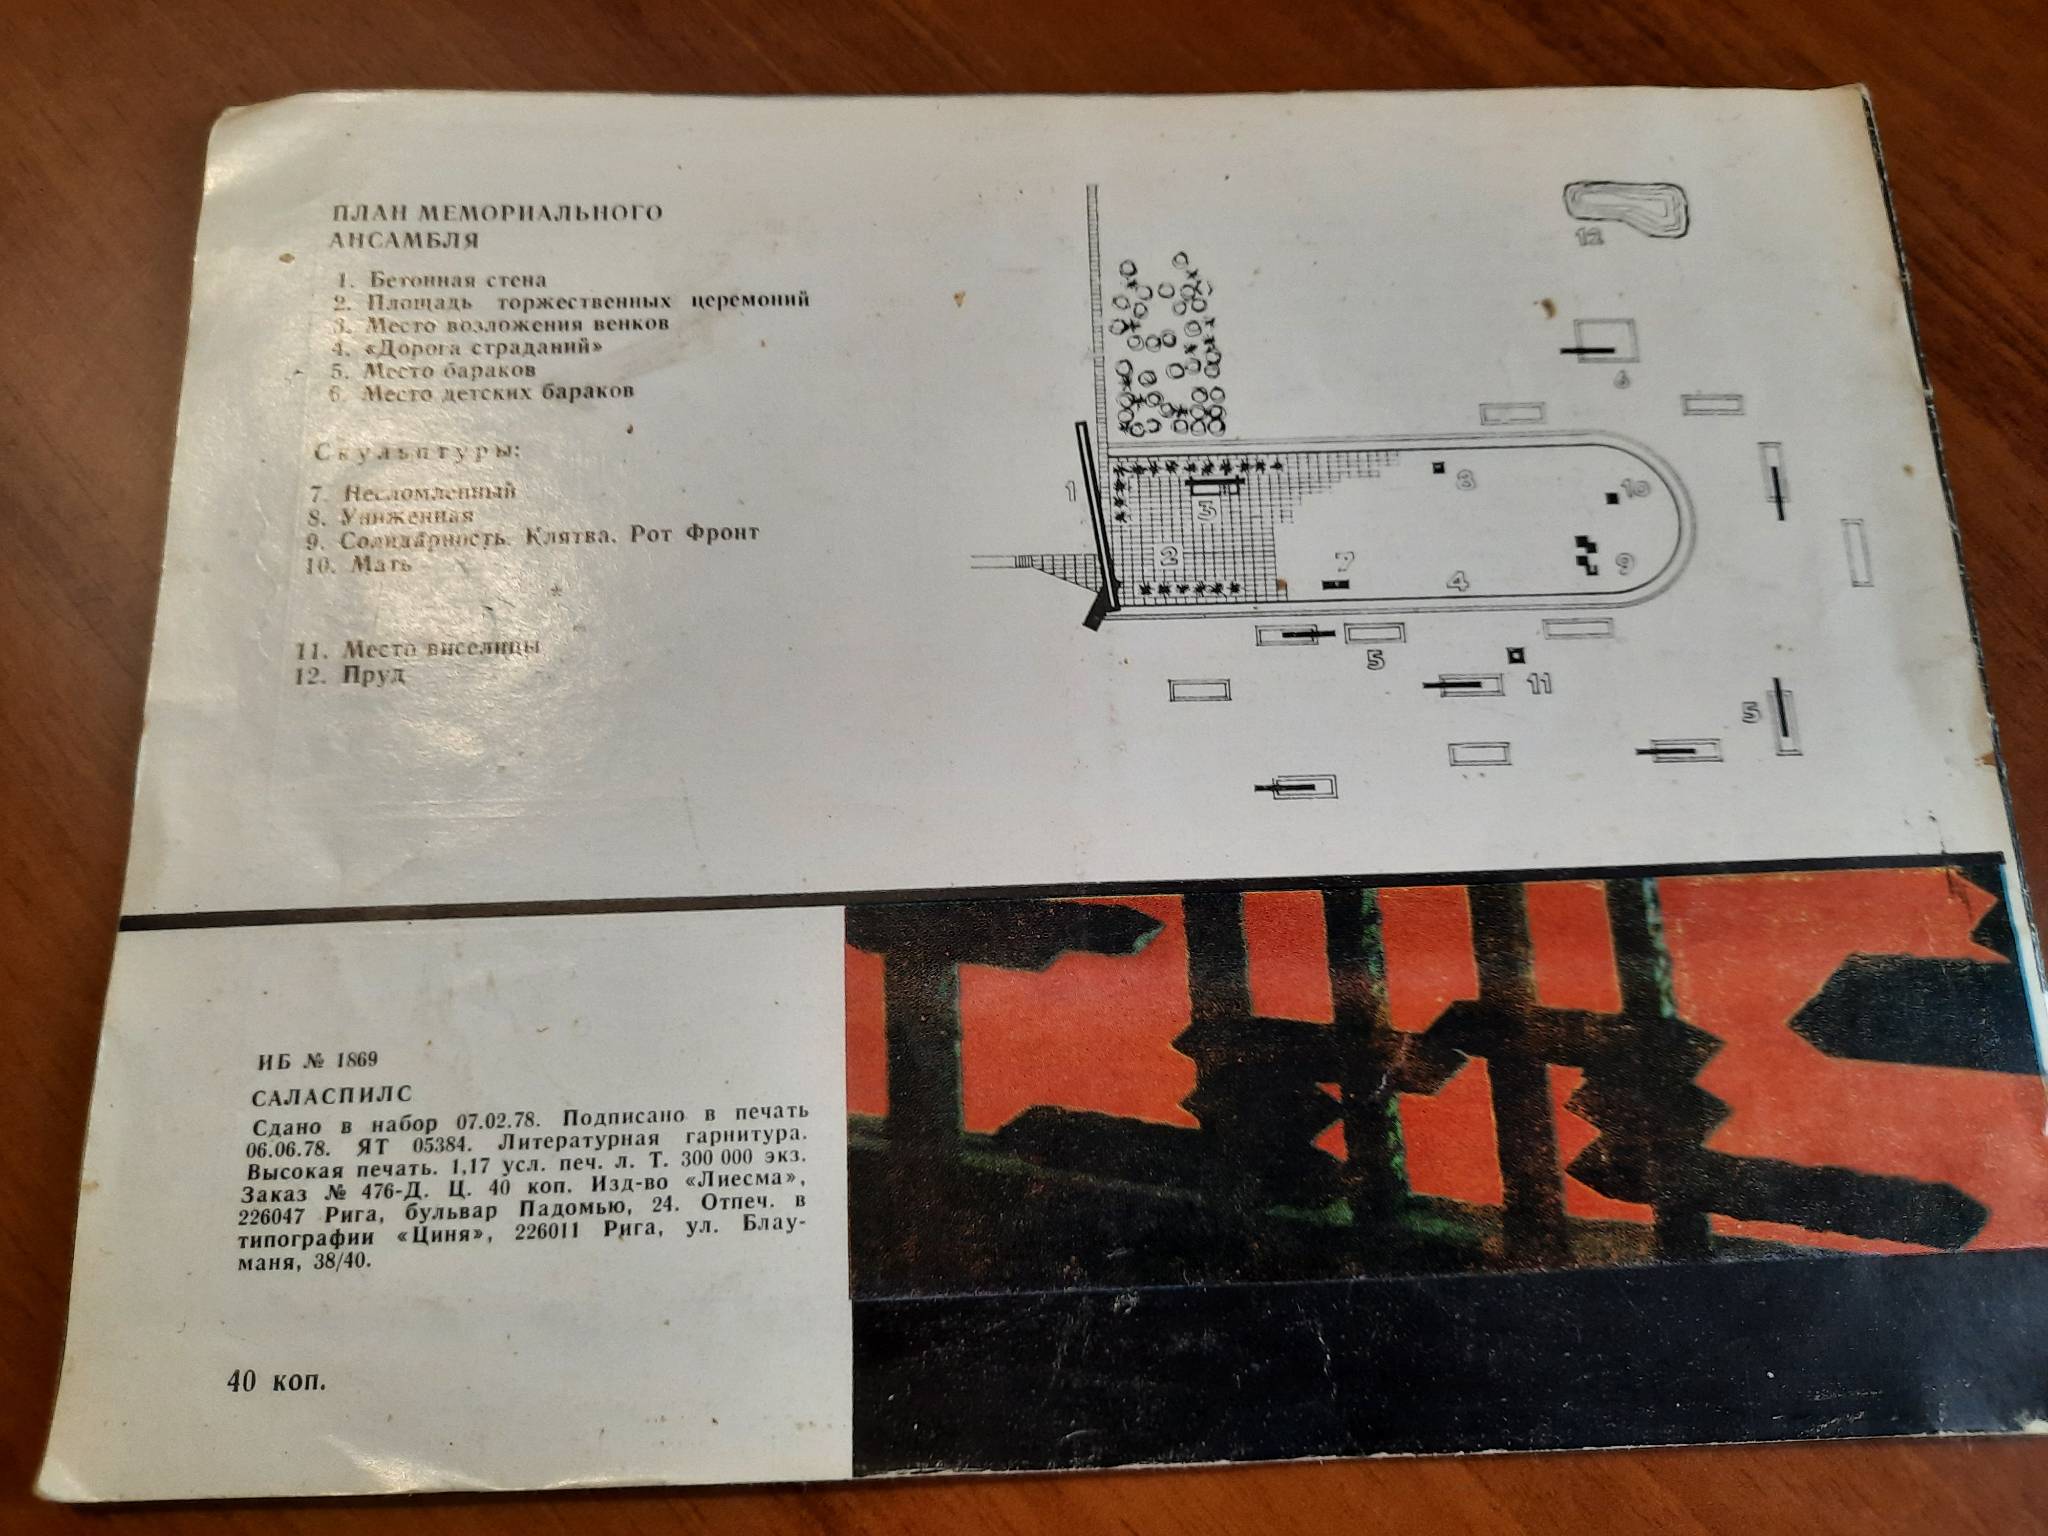 ПЛАН МЕМОРИАЛЬНОГО
АНСАМБЛЯ
1. Бетонная стена
2. Площадь торжественных церемоний
3. Место возложения венков
4. «Дорога страданий»
5. Место бараков
6. Место детских бараков
Скульптуры:
7. Несломленный
8. Униженная
9. Солидарность. Клятва. Рот Фронт
10. Мать
*
11. Место виселицы
12. Пруд
12
6
1
8
10
3
2
7
9
4
5
11
5
ИБ № 1869
САЛАСПИЛС
Сдано в набор 07.02.78. Подписано в печать
06.06.78. ЯТ 05384. Литературная гарнитура.
Высокая печать. 1,17 усл. печ. л. Т. 300 000 экз.
Заказ № 476-Д. Ц. 40 коп. Изд-во «Лиесма»,
226047 Рига, бульвар Падомью, 24. Отпеч. в
типографии «Циня», 226011 Рига, ул. Блау-
маня, 38/40.
40 коп.